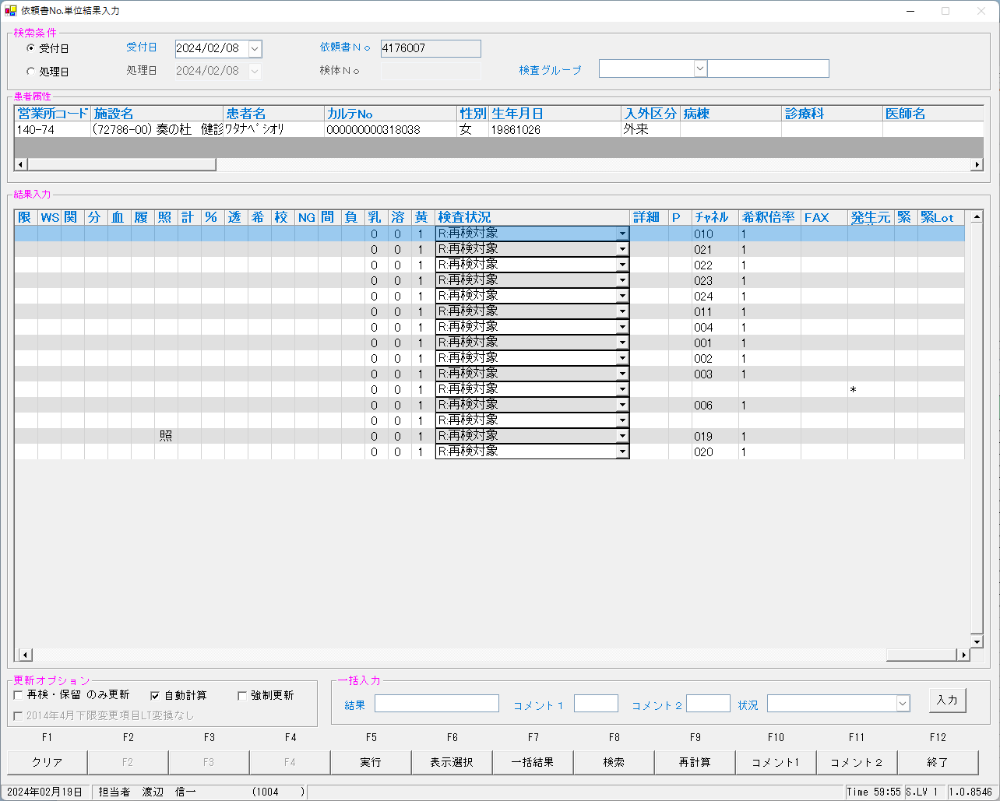 依頼書No.単位結果入力
検索条件
受付日 受付日 2024/02/08 依頼書No 4176007
処理日 処理日 2024/02/08 検体No 検査グループ
患者属性
営業所コード 施設名 患者名 カルテNo 性別 生年月日 入外区分 病棟 診療科 医師名
140-74 (72786-00) 奏の杜 健診 ワタナベ シオリ 000000000318038 女 19861026 外来
結果入力
限 WS 関 分 血 履 照 計 % 透 希 校 NG 間 負 乳 溶 黄 検査状況 詳細 P チャネル 希釈倍率 FAX 発生元 緊 緊Lot
0 0 1 R:再検対象 010 1
0 0 1 R:再検対象 021 1
0 0 1 R:再検対象 022 1
0 0 1 R:再検対象 023 1
0 0 1 R:再検対象 024 1
0 0 1 R:再検対象 011 1
0 0 1 R:再検対象 004 1
0 0 1 R:再検対象 001 1
0 0 1 R:再検対象 002 1
0 0 1 R:再検対象 003 1
0 0 1 R:再検対象 *
0 0 1 R:再検対象 006 1
0 0 1 R:再検対象
照 0 0 1 R:再検対象 019 1
0 0 1 R:再検対象 020 1
更新オプション
再検・保留 のみ更新 自動計算 強制更新
2014年4月下限変更項目LT変換なし
一括入力
結果 コメント1 コメント2 状況 入力
F1 F2 F3 F4 F5 F6 F7 F8 F9 F10 F11 F12
クリア F2 F3 F4 実行 表示選択 一括結果 検索 再計算 コメント1 コメント2 終了
2024年02月19日 担当者 渡辺 信一 (1004 ) Time 59:55 S.LV 1 1.0.8546